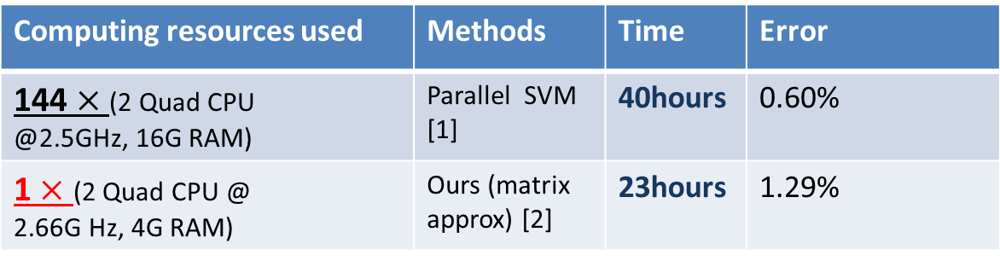 Computing resources used Methods Time Error
144 × (2 Quad CPU Parallel SVM 40hours 0.60%
@2.5GHz, 16G RAM) [1]
1 × (2 Quad CPU @ Ours (matrix 23hours 1.29%
2.66G Hz, 4G RAM) approx) [2]